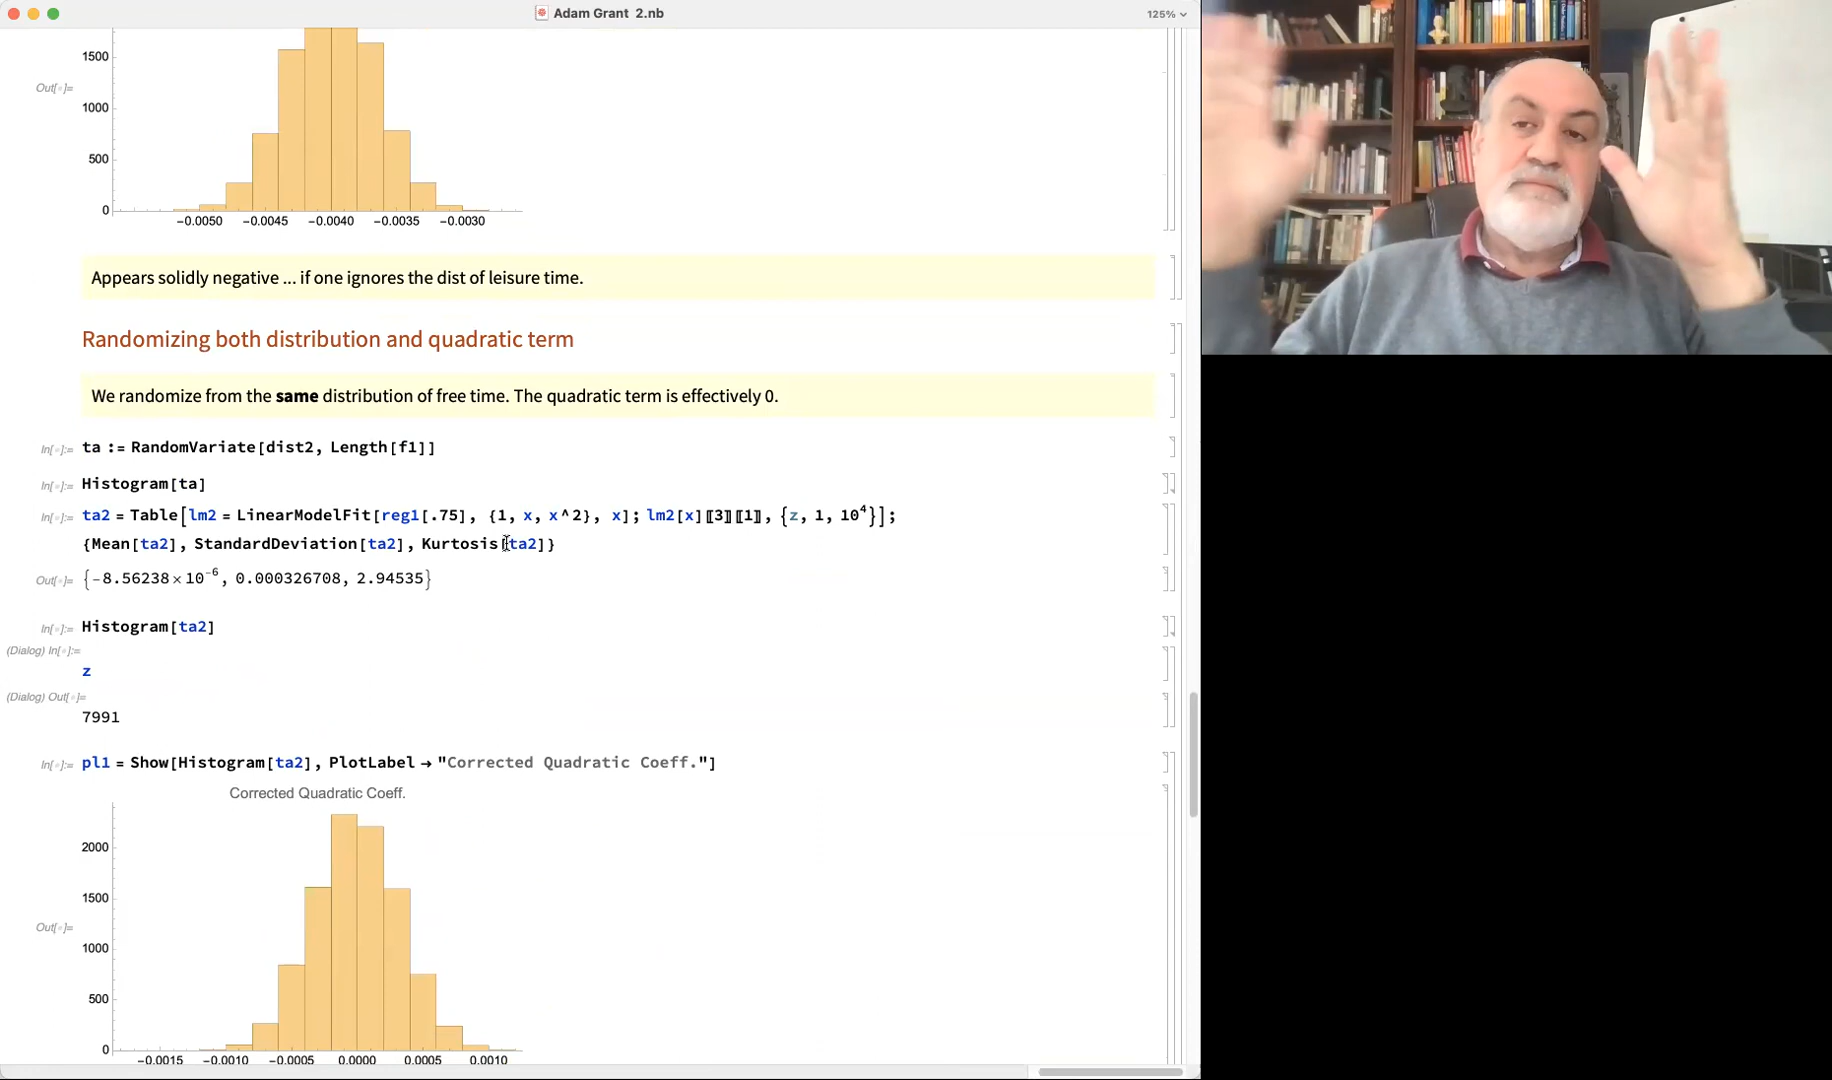 Adam Grant 2.nb
125%
1500
Out[ ]=
1000
500
0
−0.0050 −0.0045 −0.0040 −0.0035 −0.0030
Appears solidly negative ... if one ignores the dist of leisure time.
Randomizing both distribution and quadratic term
We randomize from the same distribution of free time. The quadratic term is effectively 0.
In[ ]:= ta := RandomVariate[dist2, Length[f1]]
In[ ]:= Histogram[ta]
In[ ]:= ta2 = Table[lm2 = LinearModelFit[reg1[.75], {1, x, x^2}, x]; lm2[x]〚3〛〚1〛, {z, 1, 10⁴}];
{Mean[ta2], StandardDeviation[ta2], Kurtosis[ta2]}
Out[ ]= {−8.56238×10⁻⁶, 0.000326708, 2.94535}
In[ ]:= Histogram[ta2]
(Dialog) In[ ]:=
z
(Dialog) Out[ ]=
7991
In[ ]:= pl1 = Show[Histogram[ta2], PlotLabel → "Corrected Quadratic Coeff."]
Corrected Quadratic Coeff.
2000
1500
Out[ ]=
1000
500
0
−0.0015 −0.0010 −0.0005 0.0000 0.0005 0.0010